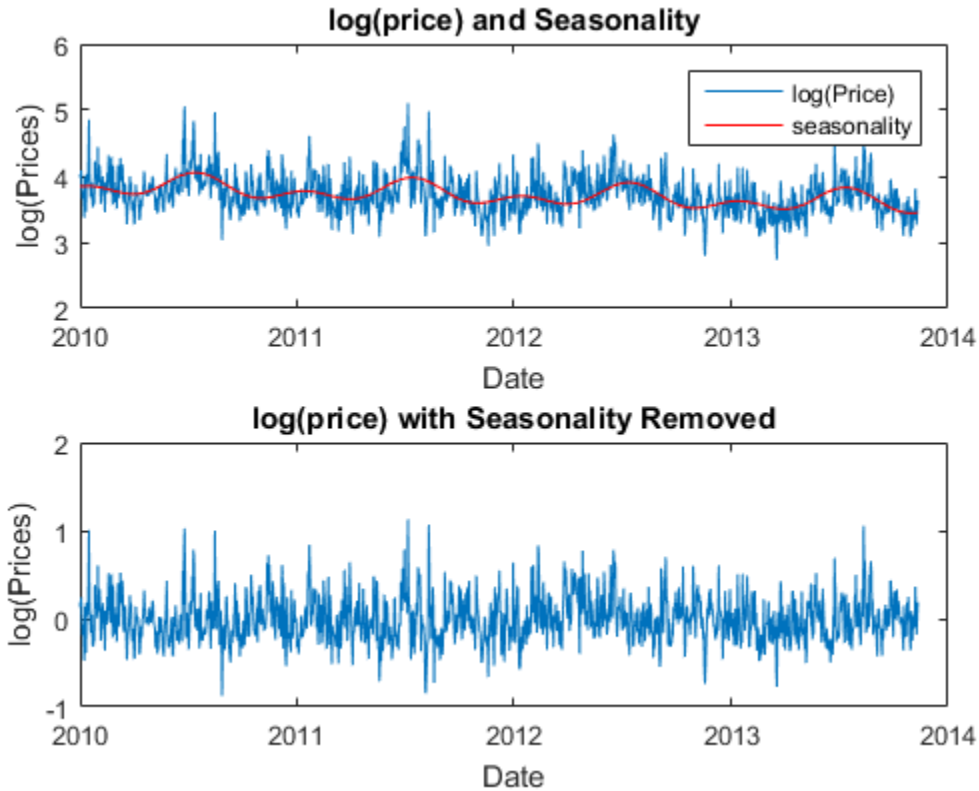 log(price) and Seasonality
6
5
4
3
2
log(Prices)
log(Price)
seasonality
2010 2011 2012 2013 2014
Date
log(price) with Seasonality Removed
2
1
0
-1
log(Prices)
2010 2011 2012 2013 2014
Date